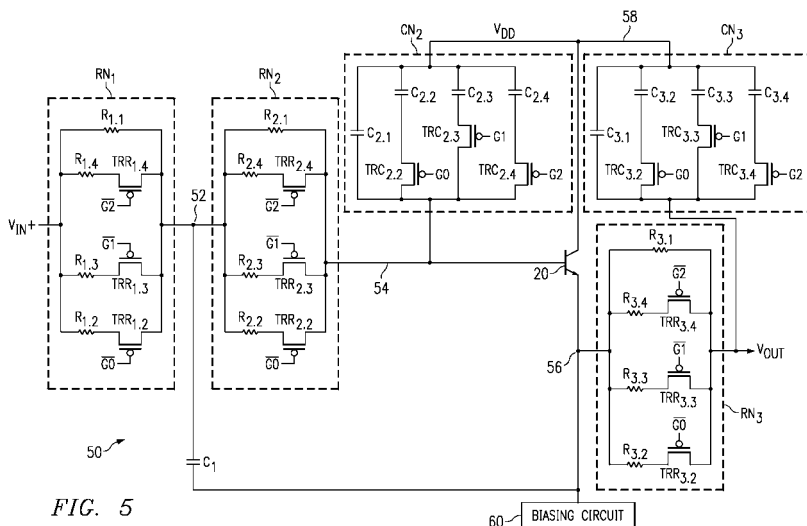 CN2
VDD
58
CN3
RN1
RN2
C2.1
C2.2
C2.3
C2.4
TRC2.3
G1
TRC2.2
G0
TRC2.4
G2
C3.1
C3.2
C3.3
C3.4
TRC3.3
G1
TRC3.2
G0
TRC3.4
G2
R1.1
R1.4
TRR1.4
G2
VIN+
52
G1
R1.3
TRR1.3
R1.2
TRR1.2
G0
R2.1
R2.4
TRR2.4
G2
G1
R2.3
TRR2.3
R2.2
TRR2.2
G0
54
20
56
R3.1
G2
R3.4
TRR3.4
G1
R3.3
TRR3.3
G0
R3.2
TRR3.2
VOUT
RN3
50
C1
FIG. 5
60
BIASING CIRCUIT